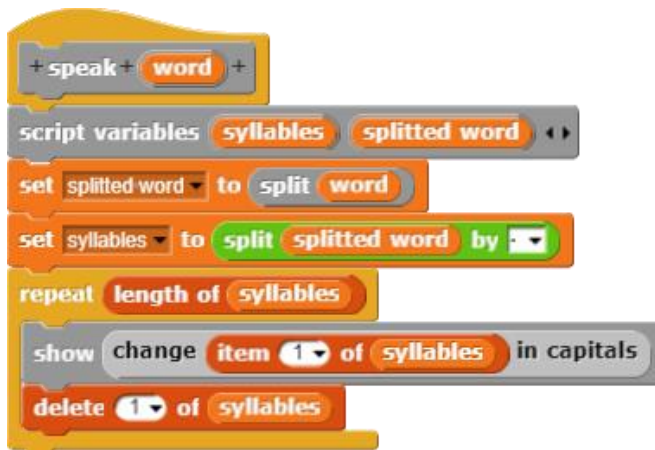 + speak + word +
script variables syllables splitted word
set splitted word to split word
set syllables to split splitted word by -
repeat length of syllables
show change item 1 of syllables in capitals
delete 1 of syllables